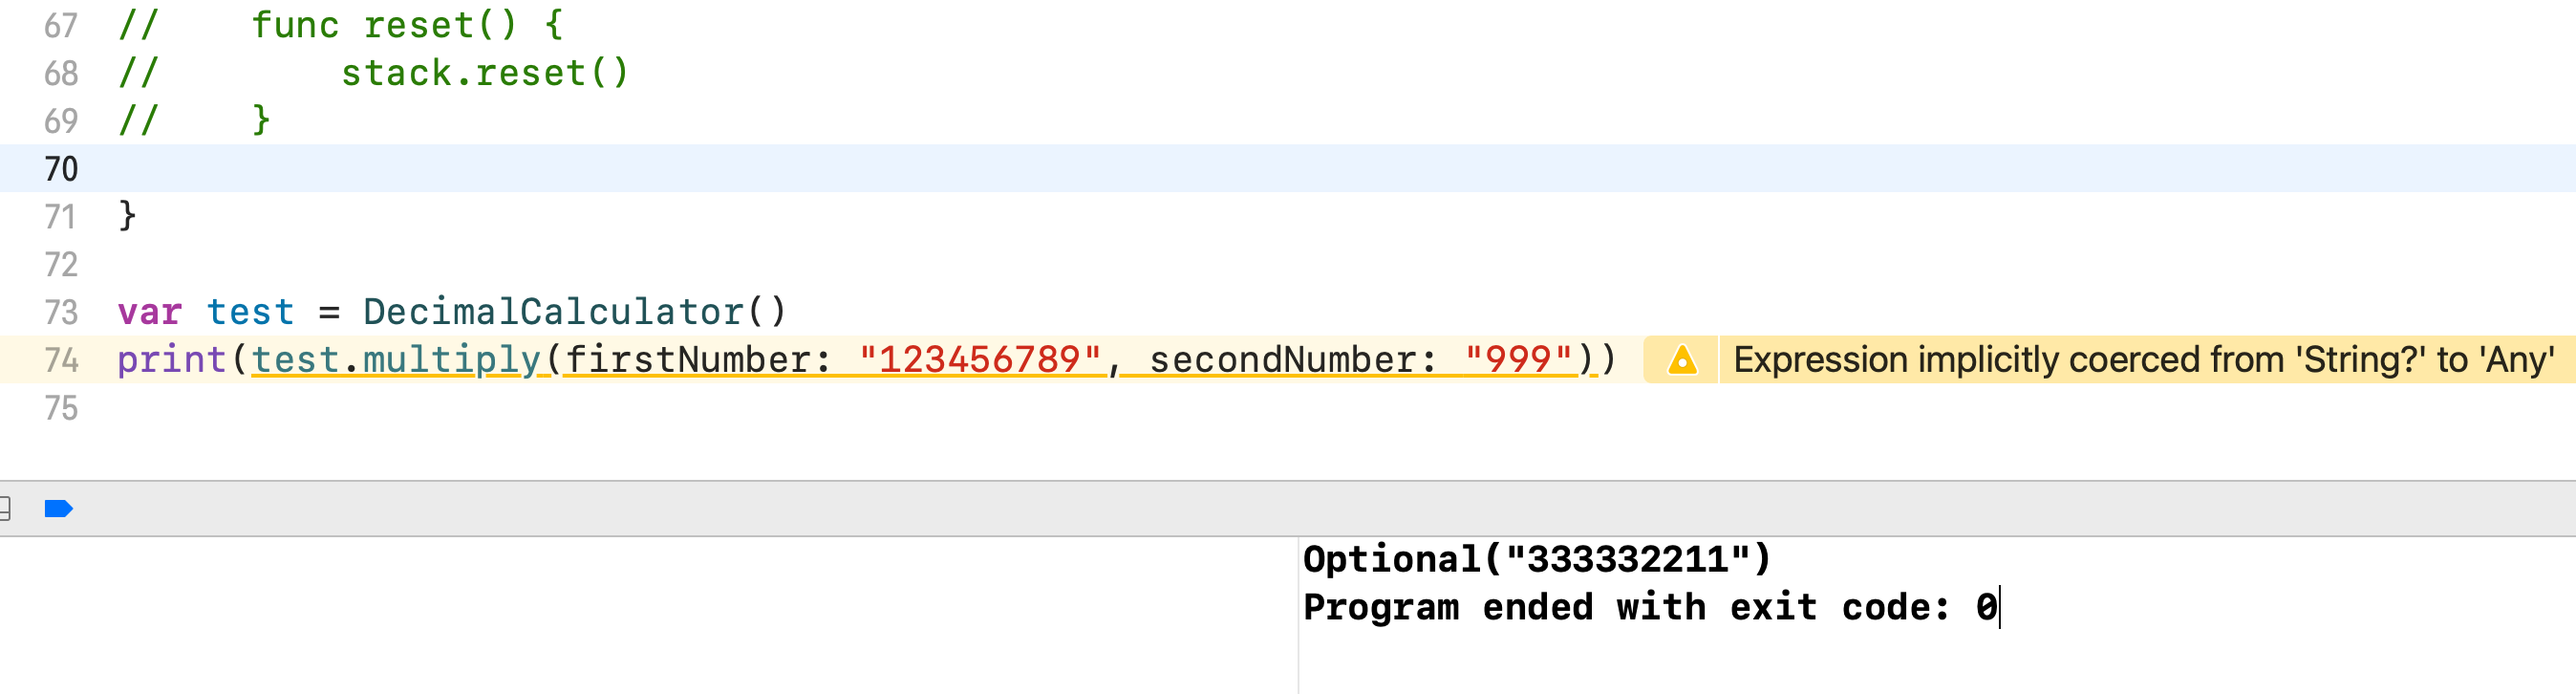 67 //    func reset() {
68 //        stack.reset()
69 //    }
70
71 }
72
73 var test = DecimalCalculator()
74 print(test.multiply(firstNumber: "123456789", secondNumber: "999")) Expression implicitly coerced from 'String?' to 'Any'
75
Optional("333332211")
Program ended with exit code: 0